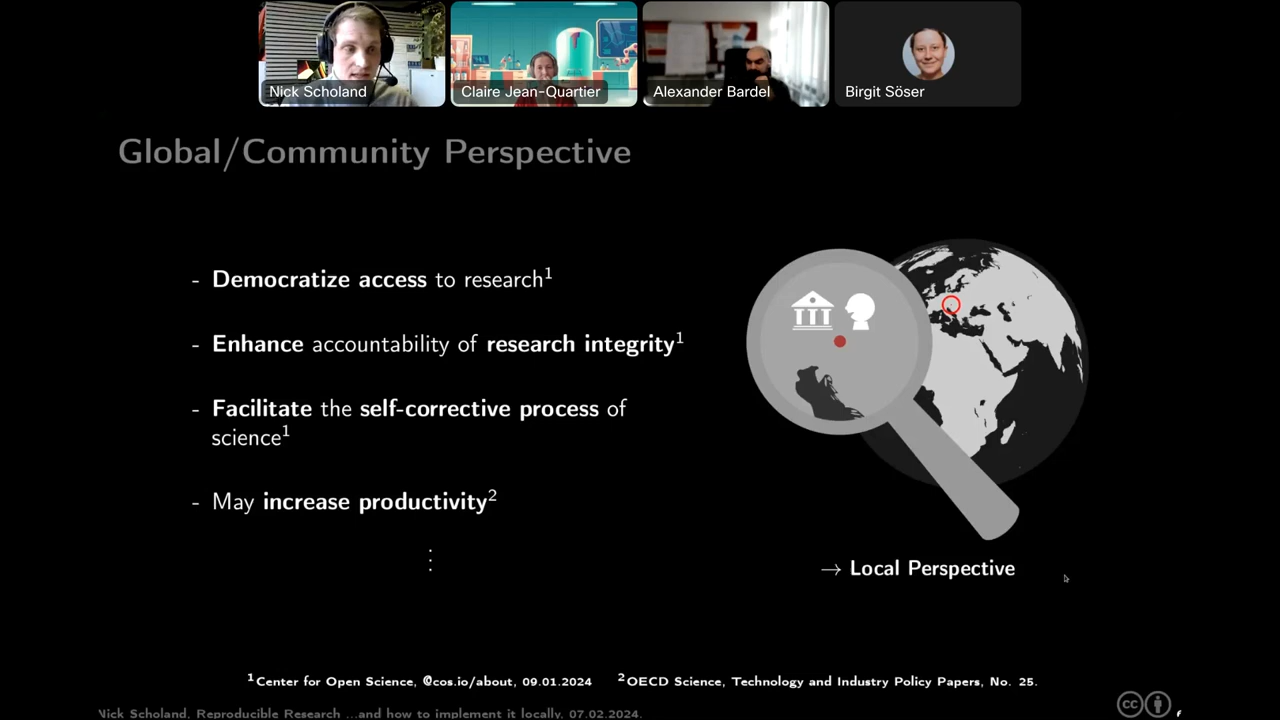 Nick Scholand
Claire Jean-Quartier
Alexander Bardel
Birgit Söser
Global/Community Perspective
- Democratize access to research1
- Enhance accountability of research integrity1
- Facilitate the self-corrective process of
science1
- May increase productivity2
⋮
→ Local Perspective
1Center for Open Science, @cos.io/about, 09.01.2024 2OECD Science, Technology and Industry Policy Papers, No. 25.
Nick Scholand, Reproducible Research ...and how to implement it locally, 07.02.2024.
cc